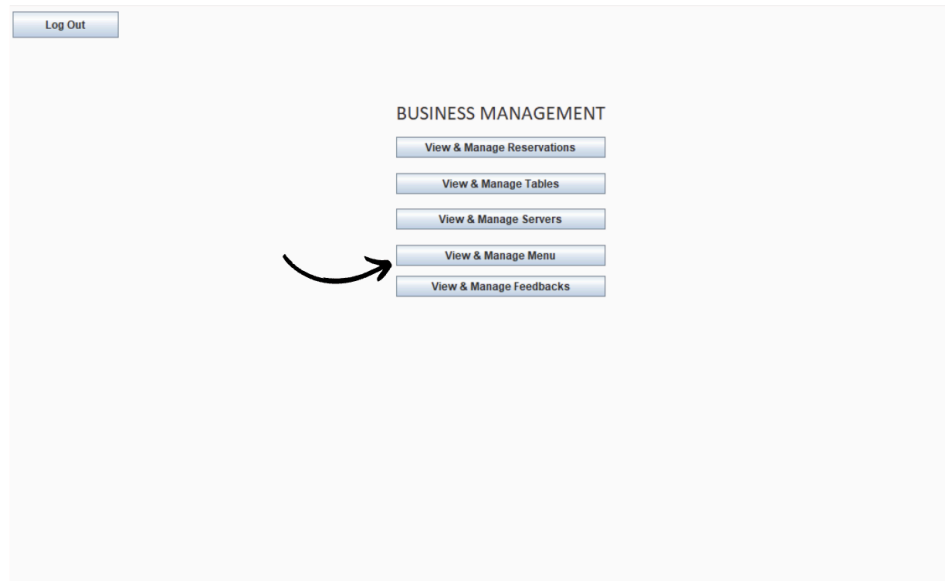 Log Out
BUSINESS MANAGEMENT
View & Manage Reservations
View & Manage Tables
View & Manage Servers
View & Manage Menu
View & Manage Feedbacks